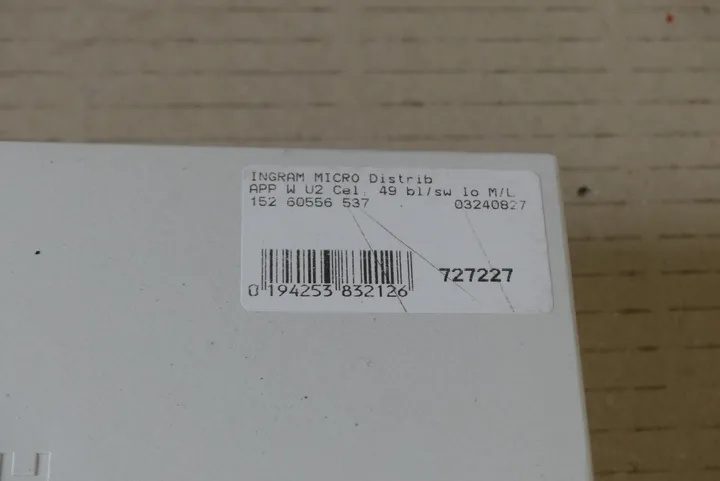 INGRAM MICRO Distrib
APP W U2 Cel. 49 bl/sw lo M/L
152 60556 537 03240827
0 194253 832126 727227